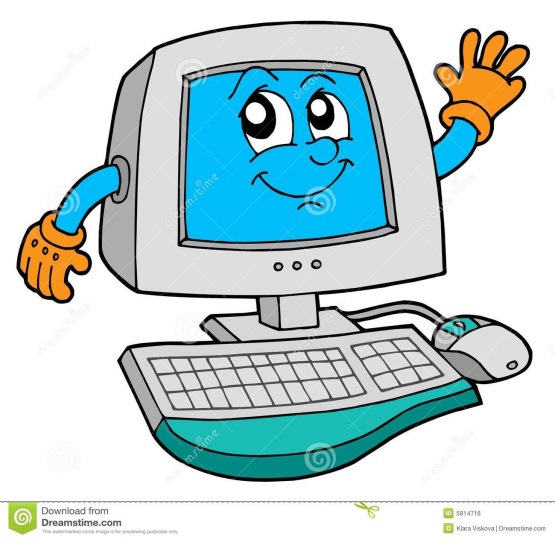 Download from
Dreamstime.com
This watermarked comp image is for previewing purposes only.
5814716
Klara Viskova | Dreamstime.com